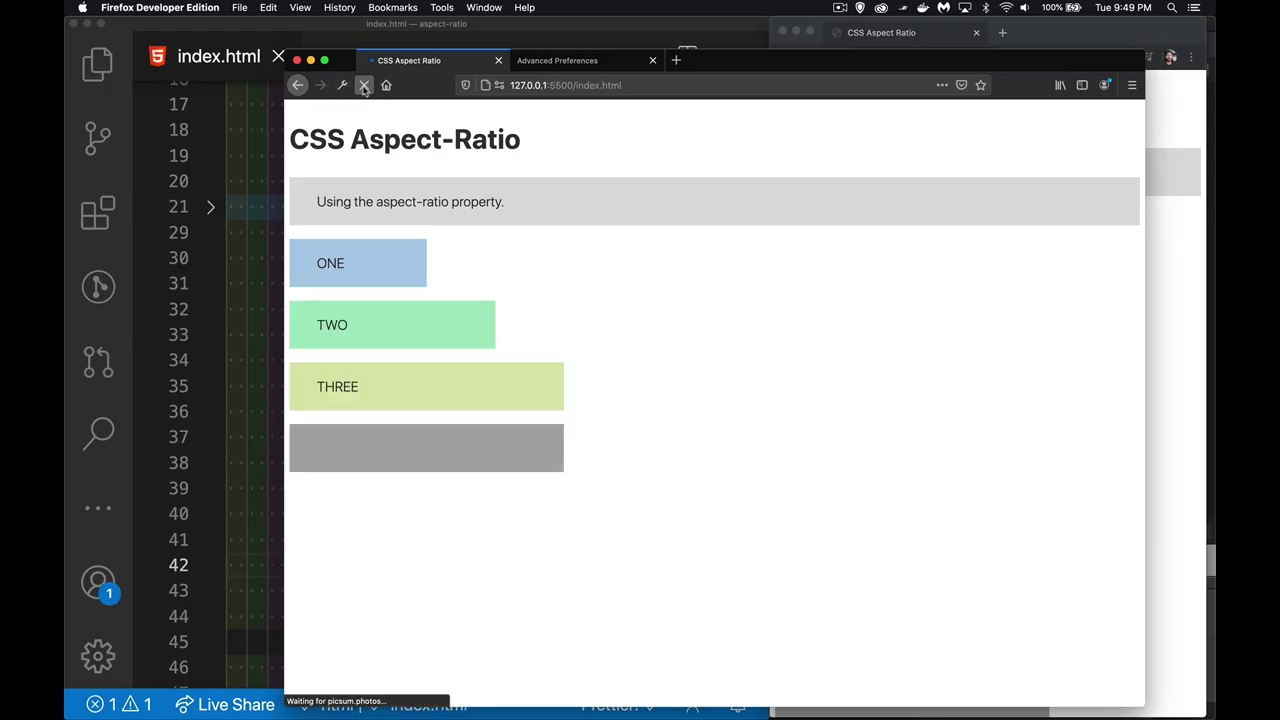 Firefox Developer Edition File Edit View History Bookmarks Tools Window Help 100% Tue 9:49 PM
index.html — aspect-ratio
CSS Aspect Ratio
index.html
CSS Aspect Ratio
Advanced Preferences
127.0.0.1:5500/index.html
CSS Aspect-Ratio
Using the aspect-ratio property.
ONE
TWO
THREE
17
18
19
20
21
29
30
31
32
33
34
35
36
37
38
39
40
41
42
43
44
45
46
1
Waiting for picsum.photos...
1 1 Live Share